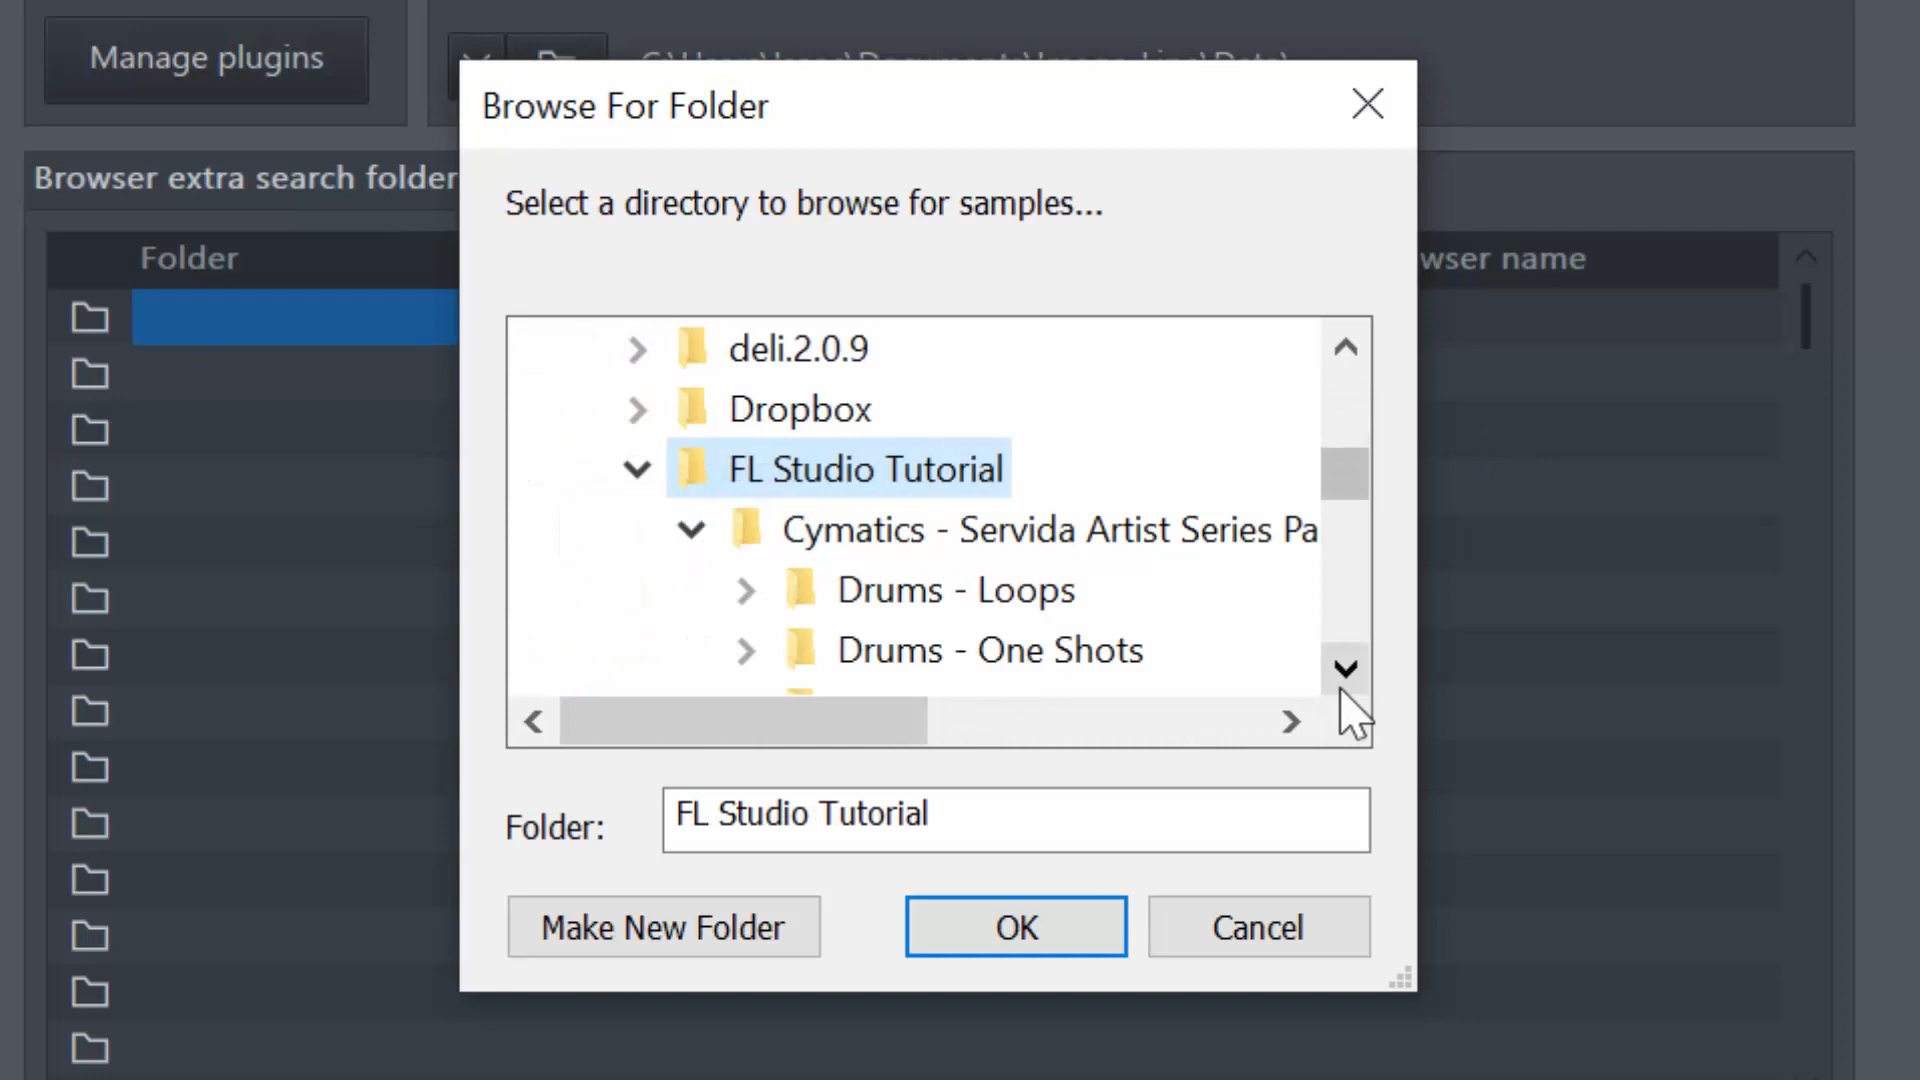 Manage plugins
Browse For Folder
Browser extra search folder
Select a directory to browse for samples...
Folder
wser name
deli.2.0.9
Dropbox
FL Studio Tutorial
Cymatics - Servida Artist Series Pa
Drums - Loops
Drums - One Shots
Folder:
FL Studio Tutorial
Make New Folder
OK
Cancel